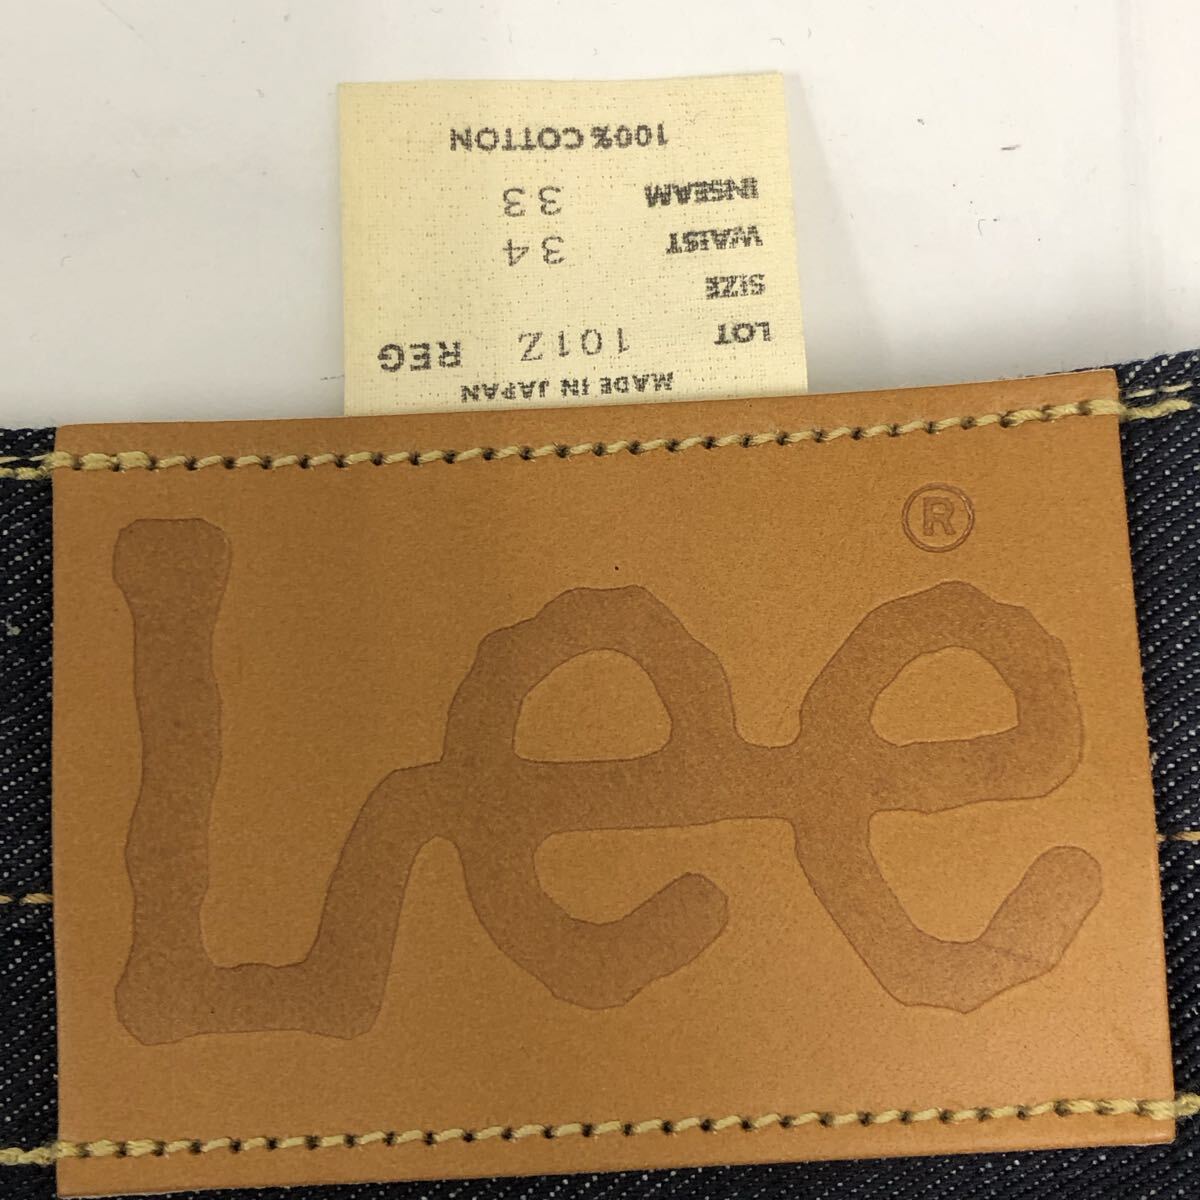 MADE IN JAPAN
LOT 101Z REG
SIZE
WAIST 34
INSEAM 33
100% COTTON
Lee ®